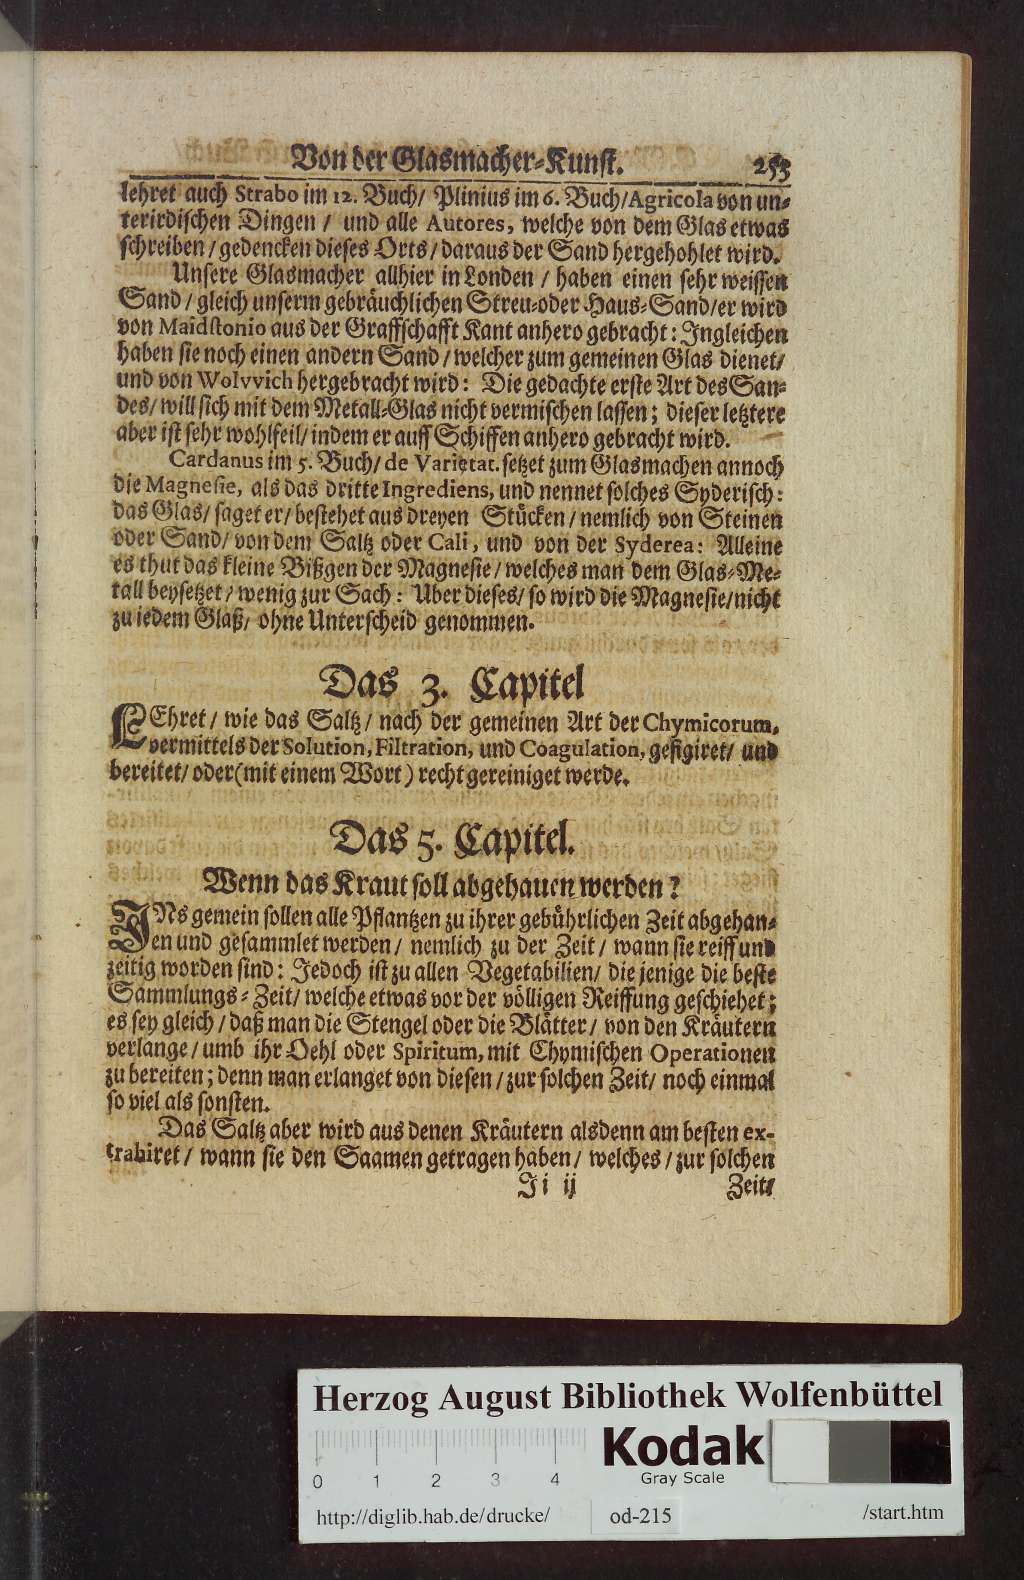 Von der Glasmacher-Kunst. 253
lehret auch Strabo im 12. Buch/ Plinius im 6. Buch/ Agricola von un-
terirdischen Dingen / und alle Autores, welche von dem Glas etwas
schreiben / gedencken dieses Orts / daraus der Sand hergehohlet wird.
Unsere Glasmacher allhier in Londen / haben einen sehr weissen
Sand / gleich unserm gebräuchlichen Streu-oder Haus-Sand/er wird
von Maidstonio aus der Graffschafft Kant anhero gebracht: Ingleichen
haben sie noch einen andern Sand / welcher zum gemeinen Glas dienet/
und von Wolvvich hergebracht wird: Die gedachte erste Art des San-
des/ will sich mit dem Metall-Glas nicht vermischen lassen; dieser letztere
aber ist sehr wohlfeil/ indem er auff Schiffen anhero gebracht wird.
Cardanus im 5. Buch/ de Varietat. setzet zum Glasmachen annoch
die Magnesie, als das dritte Ingrediens, und nennet solches Syderisch:
das Glas/ saget er/ bestehet aus dreyen Stücken / nemlich von Steinen
oder Sand/ von dem Saltz oder Cali, und von der Syderea: Alleine
es thut das kleine Bißgen der Magnesie / welches man dem Glas-Me-
tall beysetzet / wenig zur Sach: Uber dieses/ so wird die Magnesie/nicht
zu iedem Glaß/ ohne Unterscheid genommen.
Das 3. Capitel
LEhret / wie das Saltz / nach der gemeinen Art der Chymicorum,
vermittels der Solution, Filtration, und Coagulation, gefigiret/ und
bereitet/ oder (mit einem Wort) recht gereiniget werde.
Das 5. Capitel.
Wenn das Kraut soll abgehauen werden?
INs gemein sollen alle Pflantzen zu ihrer gebührlichen Zeit abgehau-
en und gesammlet werden / nemlich zu der Zeit / wann sie reiff und
zeitig worden sind: Jedoch ist zu allen Vegetabilien/ die jenige die beste
Sammlungs-Zeit/ welche etwas vor der völligen Reiffung geschiehet;
es sey gleich / daß man die Stengel oder die Blätter / von den Kräutern
verlange / umb ihr Oehl oder Spiritum, mit Chymischen Operationen
zu bereiten; denn man erlanget von diesen / zur solchen Zeit/ noch einmal
so viel als sonsten.
Das Saltz aber wird aus denen Kräutern alsdenn am besten ex-
trahiret / wann sie den Saamen getragen haben / welches / zur solchen
Ji ij Zeit/
Herzog August Bibliothek Wolfenbüttel
Kodak
Gray Scale
0 1 2 3 4
http://diglib.hab.de/drucke/ od-215 /start.htm